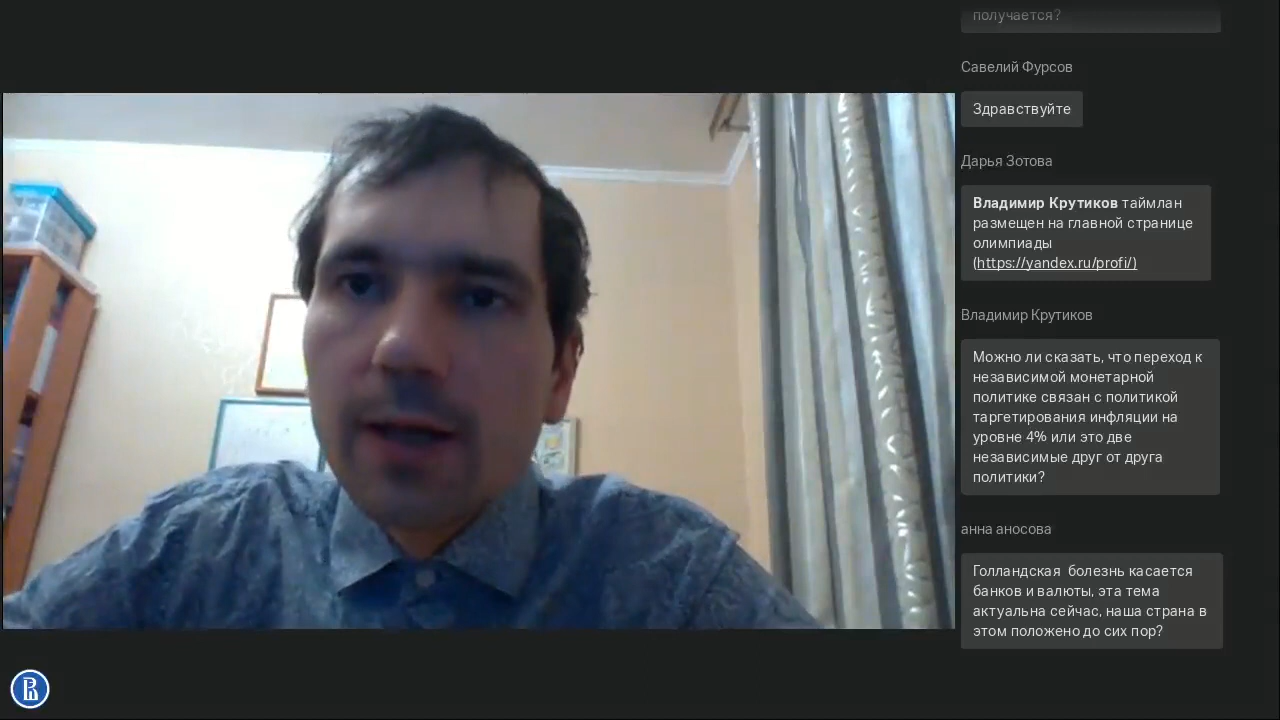 получается?
Савелий Фурсов
Здравствуйте
Дарья Зотова
Владимир Крутиков таймлан
размещен на главной странице
олимпиады
(https://yandex.ru/profi/)
Владимир Крутиков
Можно ли сказать, что переход к
независимой монетарной
политике связан с политикой
таргетирования инфляции на
уровне 4% или это две
независимые друг от друга
политики?
анна аносова
Голландская болезнь касается
банков и валюты, эта тема
актуальна сейчас, наша страна в
этом положено до сих пор?